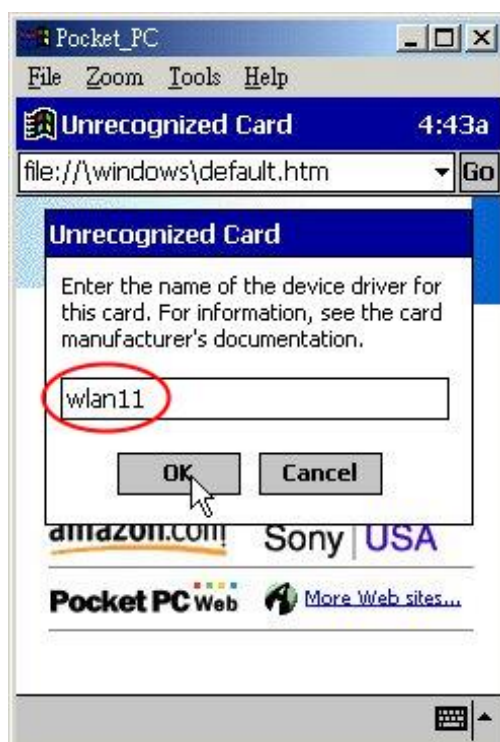 Pocket_PC
File Zoom Tools Help
Unrecognized Card 4:43a
file://\windows\default.htm Go
Unrecognized Card
Enter the name of the device driver for
this card. For information, see the card
manufacturer's documentation.
wlan11
OK Cancel
amazon.com Sony USA
Pocket PC Web More Web sites...